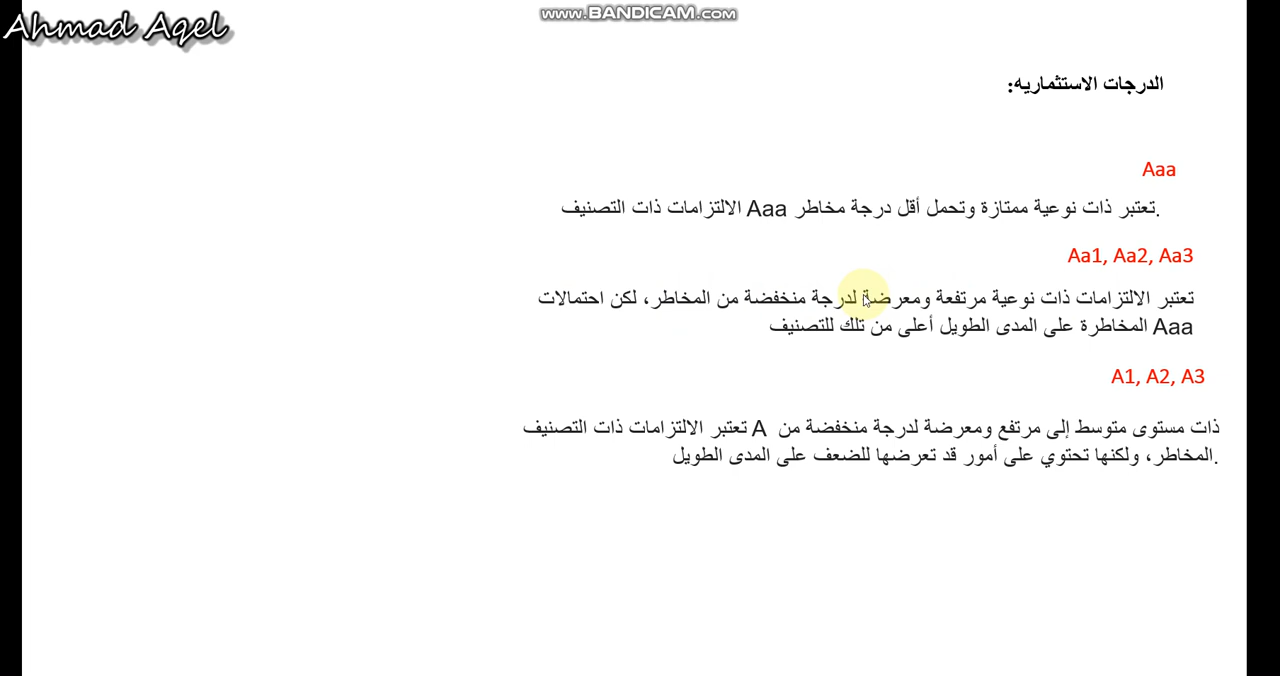 Ahmad Aqel
www.BANDICAM.com
الدرجات الاستثماريه:
Aaa
الالتزامات ذات التصنيف Aaa تعتبر ذات نوعية ممتازة وتحمل أقل درجة مخاطر.
Aa1, Aa2, Aa3
تعتبر الالتزامات ذات نوعية مرتفعة ومعرضة لدرجة منخفضة من المخاطر، لكن احتمالات
المخاطرة على المدى الطويل أعلى من تلك للتصنيف Aaa
A1, A2, A3
تعتبر الالتزامات ذات التصنيف A ذات مستوى متوسط إلى مرتفع ومعرضة لدرجة منخفضة من
المخاطر، ولكنها تحتوي على أمور قد تعرضها للضعف على المدى الطويل.